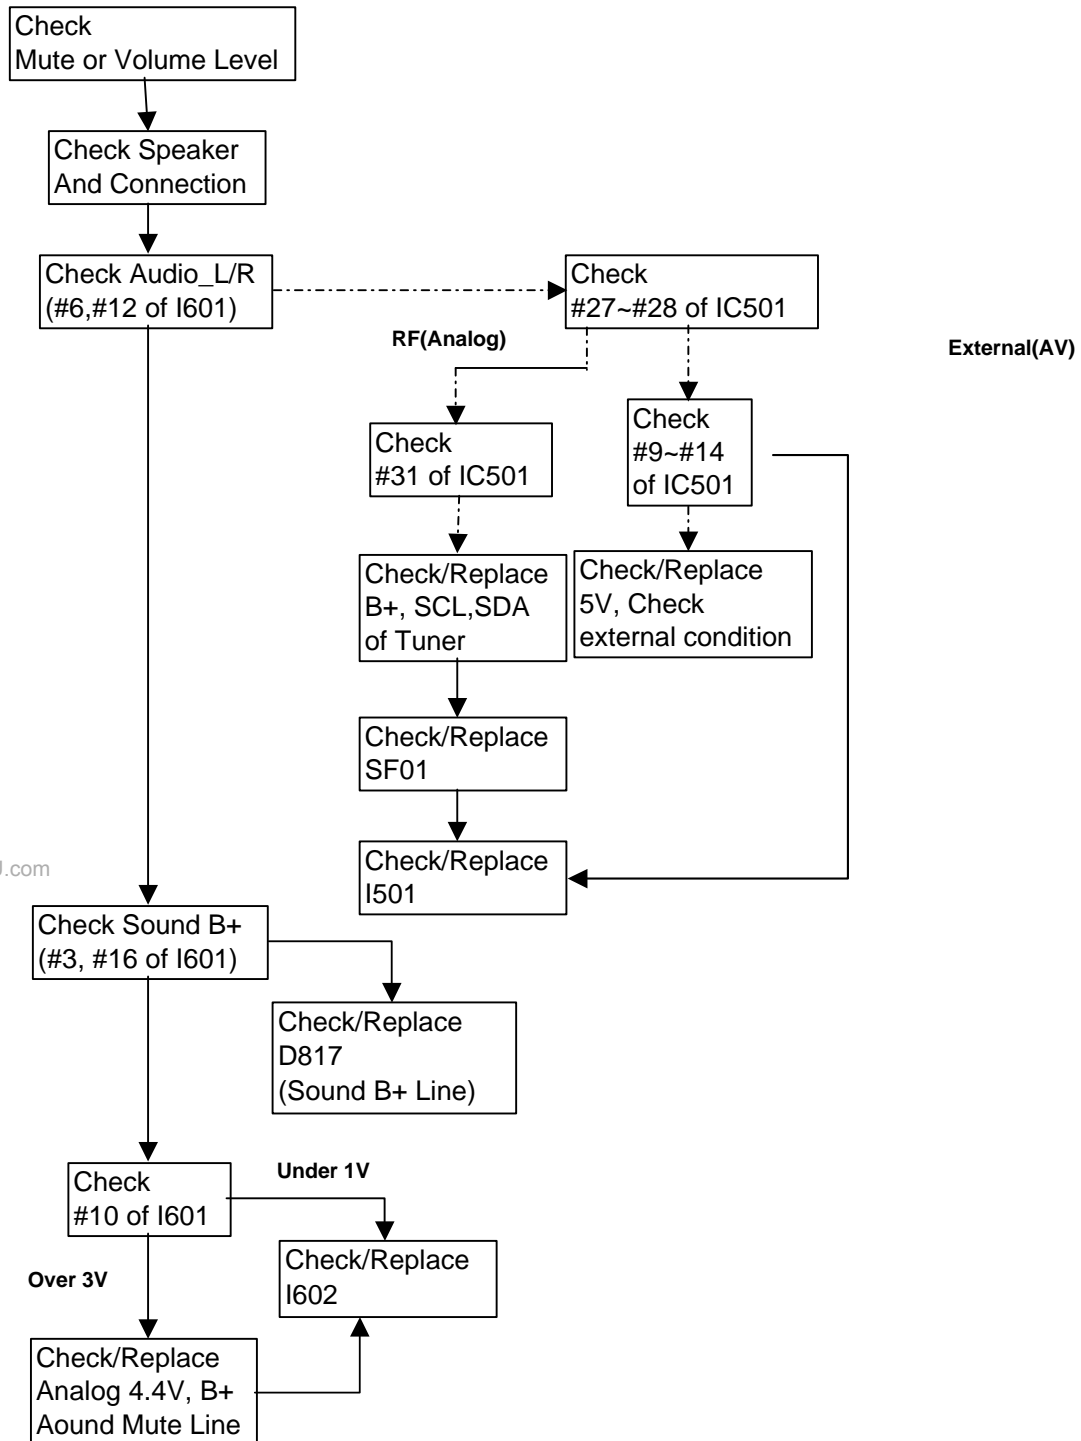 Check
Mute or Volume Level
Check Speaker
And Connection
Check Audio_L/R
(#6,#12 of I601)
Check
#27~#28 of IC501
RF(Analog)
External(AV)
Check
#31 of IC501
Check
#9~#14
of IC501
Check/Replace
B+, SCL,SDA
of Tuner
Check/Replace
5V, Check
external condition
Check/Replace
SF01
Check/Replace
I501
.com
Check Sound B+
(#3, #16 of I601)
Check/Replace
D817
(Sound B+ Line)
Check
#10 of I601
Under 1V
Check/Replace
I602
Over 3V
Check/Replace
Analog 4.4V, B+
Aound Mute Line